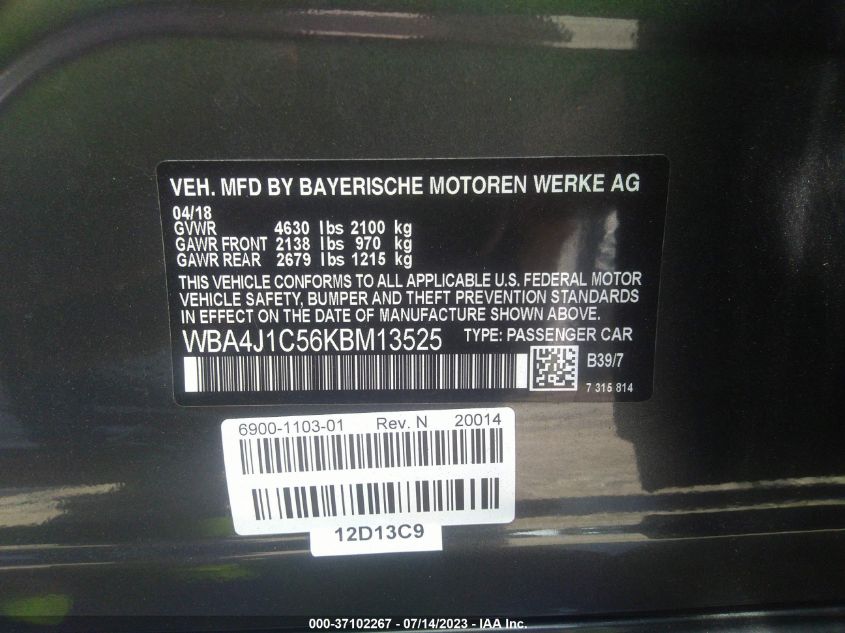 VEH. MFD BY BAYERISCHE MOTOREN WERKE AG
04/18
GVWR 4630 lbs 2100 kg
GAWR FRONT 2138 lbs 970 kg
GAWR REAR 2679 lbs 1215 kg
THIS VEHICLE CONFORMS TO ALL APPLICABLE U.S. FEDERAL MOTOR
VEHICLE SAFETY, BUMPER AND THEFT PREVENTION STANDARDS
IN EFFECT ON THE DATE OF MANUFACTURE SHOWN ABOVE.
WBA4J1C56KBM13525 TYPE: PASSENGER CAR
B39/7
7 315 814
6900-1103-01 Rev. N 20014
12D13C9
000-37102267 - 07/14/2023 - IAA Inc.